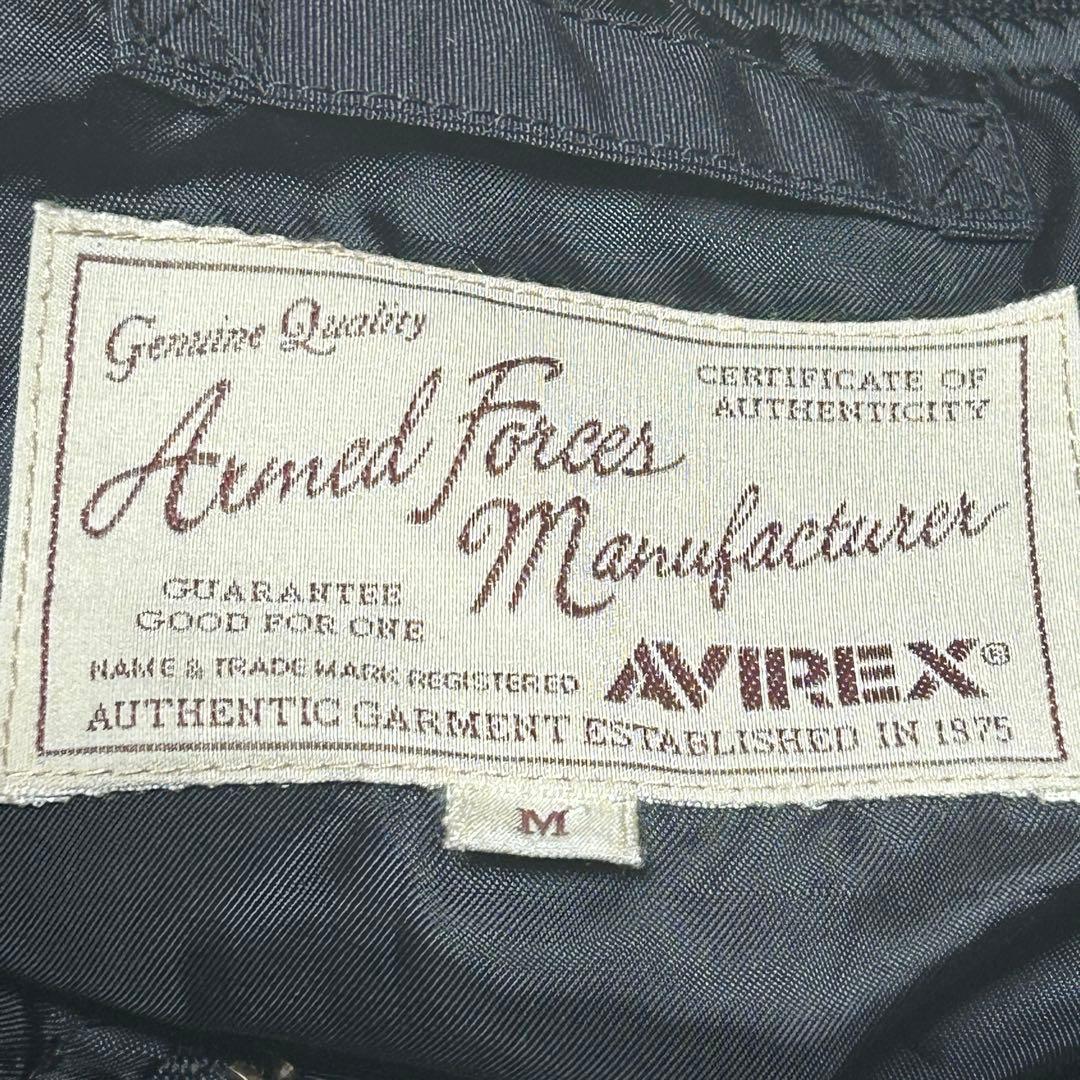 Genuine Quality
CERTIFICATE OF
AUTHENTICITY
Armed Forces
Manufacturer
GUARANTEE
GOOD FOR ONE
NAME & TRADE MARK REGISTERED
AVIREX®
AUTHENTIC GARMENT ESTABLISHED IN 1975
M